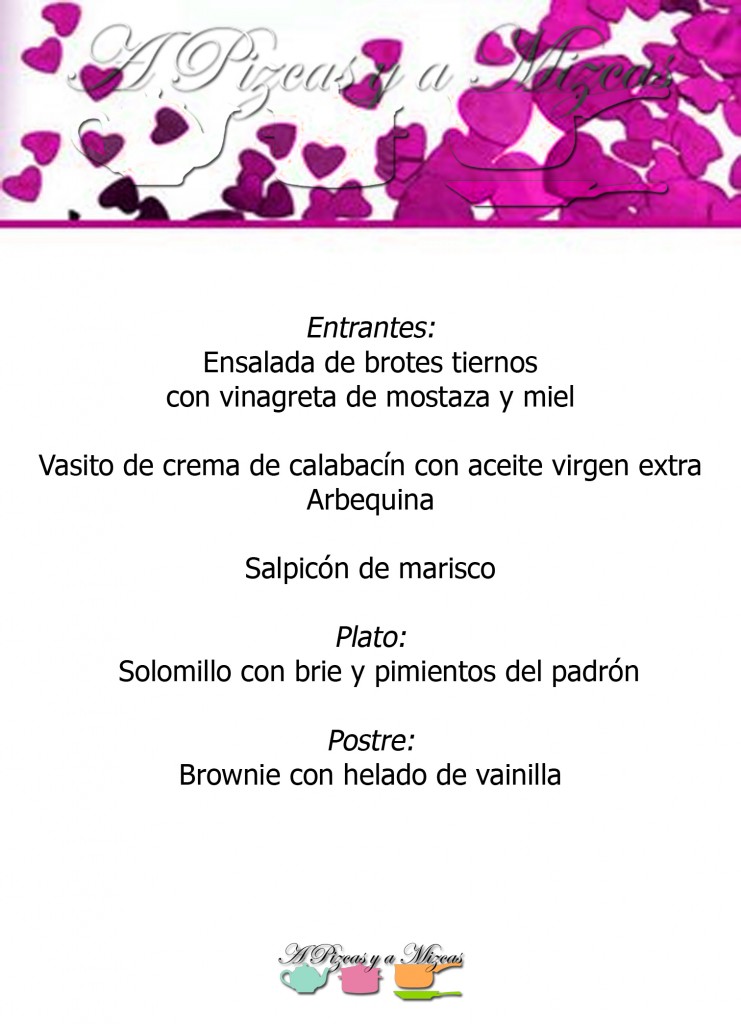 A Pizcas y a Mizcas
Entrantes:
Ensalada de brotes tiernos
con vinagreta de mostaza y miel
Vasito de crema de calabacín con aceite virgen extra
Arbequina
Salpicón de marisco
Plato:
Solomillo con brie y pimientos del padrón
Postre:
Brownie con helado de vainilla
A Pizcas y a Mizcas